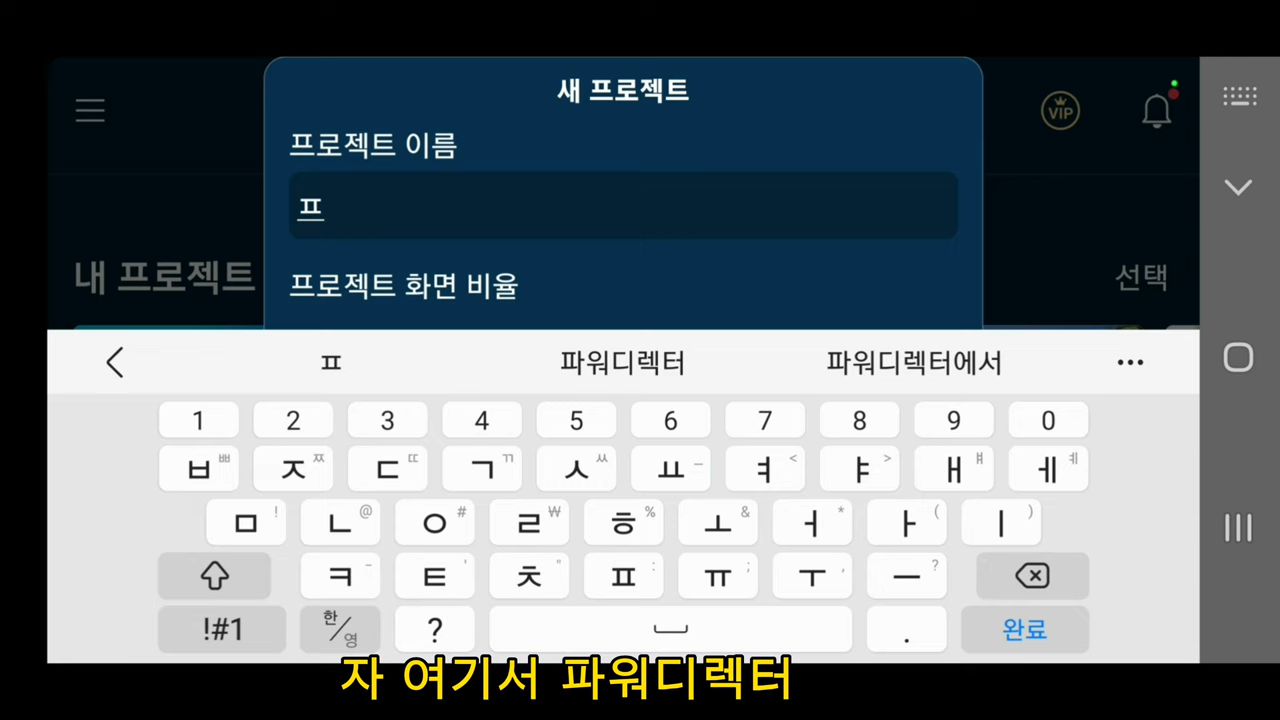 새 프로젝트
VIP
프로젝트 이름
프
내 프로젝트
프로젝트 화면 비율
선택
프 파워디렉터 파워디렉터에서 •••
1 2 3 4 5 6 7 8 9 0
ㅂ ㅃ ㅈ ㅉ ㄷ ㄸ ㄱ ㄲ ㅅ ㅆ ㅛ _ ㅕ < ㅑ > ㅐ ㅒ ㅔ ㅖ
ㅁ ! ㄴ @ ㅇ # ㄹ ₩ ㅎ % ㅗ & ㅓ * ㅏ ( ㅣ )
ㅋ - ㅌ ' ㅊ " ㅍ : ㅠ ; ㅜ , ㅡ ?
!#1 한/영 ? . 완료
자 여기서 파워디렉터